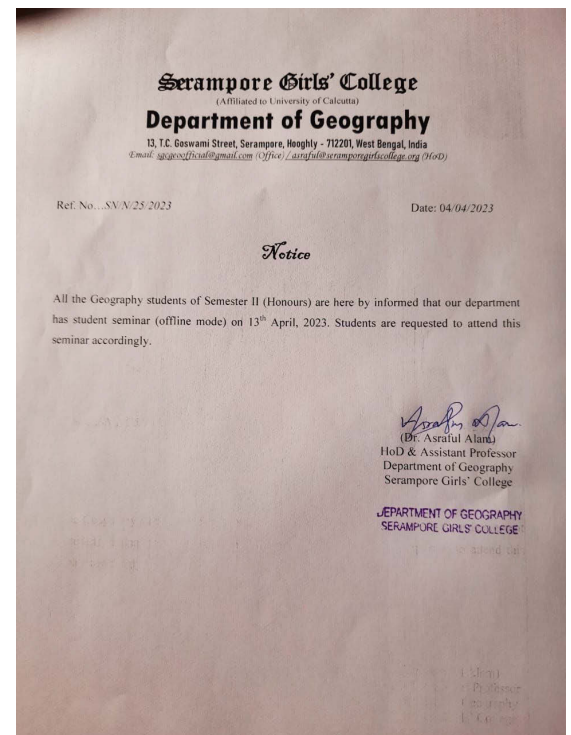 Serampore Girls' College
(Affiliated to University of Calcutta)
Department of Geography
13, T.C. Goswami Street, Serampore, Hooghly - 712201, West Bengal, India
Email: sgcgeoofficial@gmail.com (Office) / asraful@seramporegirlscollege.org (HoD)
Ref. No...SN/N/25/2023 Date: 04/04/2023
Notice
All the Geography students of Semester II (Honours) are here by informed that our department
has student seminar (offline mode) on 13th April, 2023. Students are requested to attend this
seminar accordingly.
Asraful Alam
(Dr. Asraful Alam)
HoD & Assistant Professor
Department of Geography
Serampore Girls' College
DEPARTMENT OF GEOGRAPHY
SERAMPORE GIRLS' COLLEGE